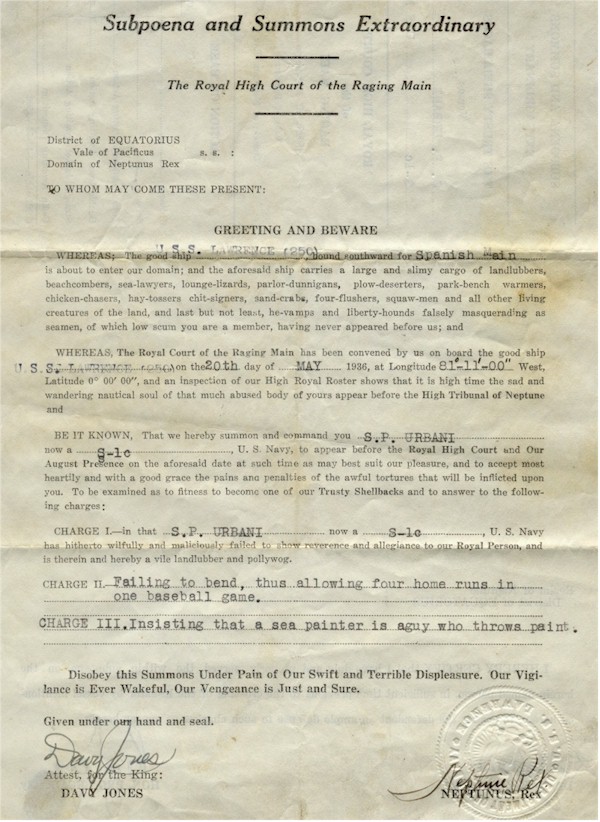 Subpoena and Summons Extraordinary
The Royal High Court of the Raging Main
District of EQUATORIUS
Vale of Pacificus s. s. :
Domain of Neptunus Rex
TO WHOM MAY COME THESE PRESENT:
GREETING AND BEWARE
WHEREAS; The good ship U.S.S. LAWRENCE (250) bound southward for Spanish Main
is about to enter our domain; and the aforesaid ship carries a large and slimy cargo of landlubbers,
beachcombers, sea-lawyers, lounge-lizards, parlor-dunnigans, plow-deserters, park-bench warmers,
chicken-chasers, hay-tossers chit-signers, sand-crabs, four-flushers, squaw-men and all other living
creatures of the land, and last but not least, he-vamps and liberty-hounds falsely masquerading as
seamen, of which low scum you are a member, having never appeared before us; and
WHEREAS, The Royal Court of the Raging Main has been convened by us on board the good ship
U.S.S. LAWRENCE (250) on the 20th day of MAY 1936, at Longitude 81°-11'-00" West,
Latitude 0° 00' 00", and an inspection of our High Royal Roster shows that it is high time the sad and
wandering nautical soul of that much abused body of yours appear before the High Tribunal of Neptune
and
BE IT KNOWN, That we hereby summon and command you S.P. URBANI
now a S-1c, U. S. Navy, to appear before the Royal High Court and Our
August Presence on the aforesaid date at such time as may best suit our pleasure, and to accept most
heartily and with a good grace the pains and penalties of the awful tortures that will be inflicted upon
you. To be examined as to fitness to become one of our Trusty Shellbacks and to answer to the follow-
ing charges:
CHARGE I.—in that S.P. URBANI now a S-1c, U. S. Navy
has hitherto wilfully and maliciously failed to show reverence and allegiance to our Royal Person, and
is therein and hereby a vile landlubber and pollywog.
CHARGE II. Failing to bend, thus allowing four home runs in
one baseball game.
CHARGE III. Insisting that a sea painter is aguy who throws paint.
Disobey this Summons Under Pain of Our Swift and Terrible Displeasure. Our Vigi-
lance is Ever Wakeful, Our Vengeance is Just and Sure.
Given under our hand and seal.
Davy Jones
Attest, for the King:
DAVY JONES
Neptune Rex
NEPTUNUS, Rex